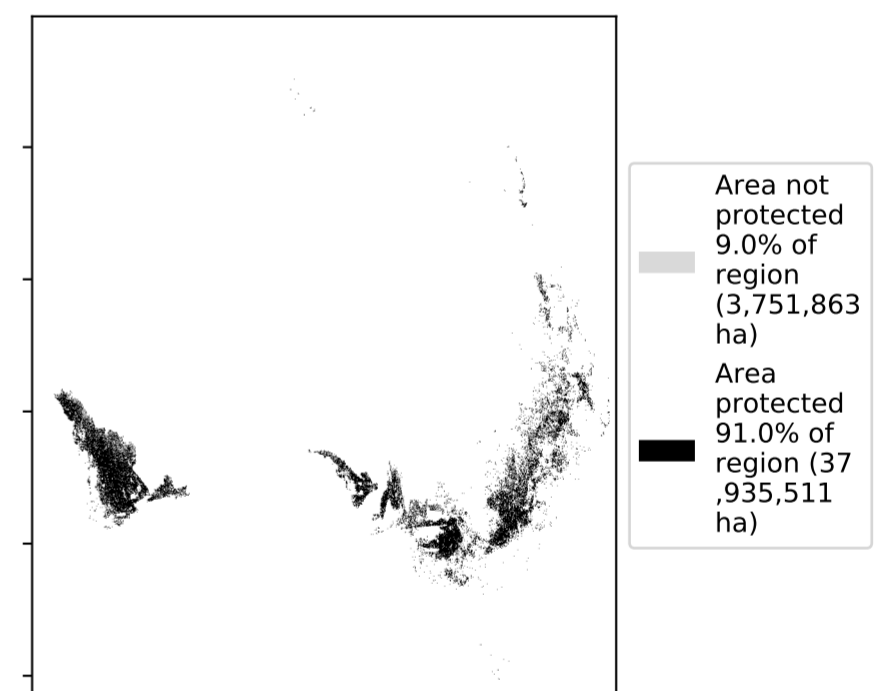 Area not
protected
9.0% of
region
(3,751,863
ha)
Area
protected
91.0% of
region (37
,935,511
ha)